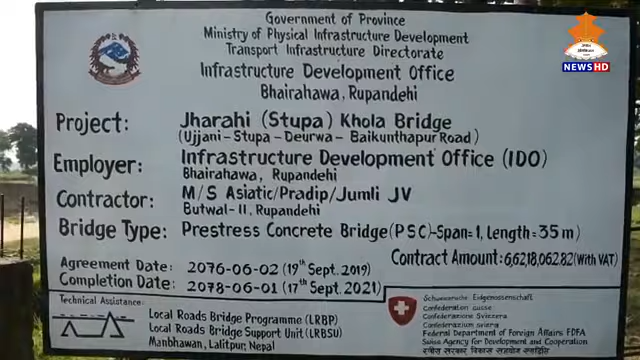 Government of Province
Ministry of Physical Infrastructure Development
Transport Infrastructure Directorate
Infrastructure Development Office
Bhairahawa, Rupandehi
NEWS HD
Project: Jharahi (Stupa) Khola Bridge
(Ujjani-Stupa-Deurwa-Baikunthapur Road)
Employer: Infrastructure Development Office (IDO)
Bhairahawa, Rupandehi
Contractor: M/S Asiatic/Pradip/Jumli JV
Butwal-11, Rupandehi
Bridge Type: Prestress Concrete Bridge (PSC)-Span=1, length=35m)
Agreement Date: 2076-06-02 (19th Sept. 2019)
Contract Amount: 6,62,18,062.82 (With VAT)
Completion Date: 2078-06-01 (17th Sept. 2021)
Technical Assistance:
Local Roads Bridge Programme (LRBP)
Local Roads Bridge Support Unit (LRBSU)
Manbhawan, Lalitpur, Nepal
Schweizerische Eidgenossenschaft
Confederation suisse
Confederazione Svizzera
Confederaziun svizra
Federal Department of Foreign Affairs FDFA
Swiss Agency for Development and Cooperation